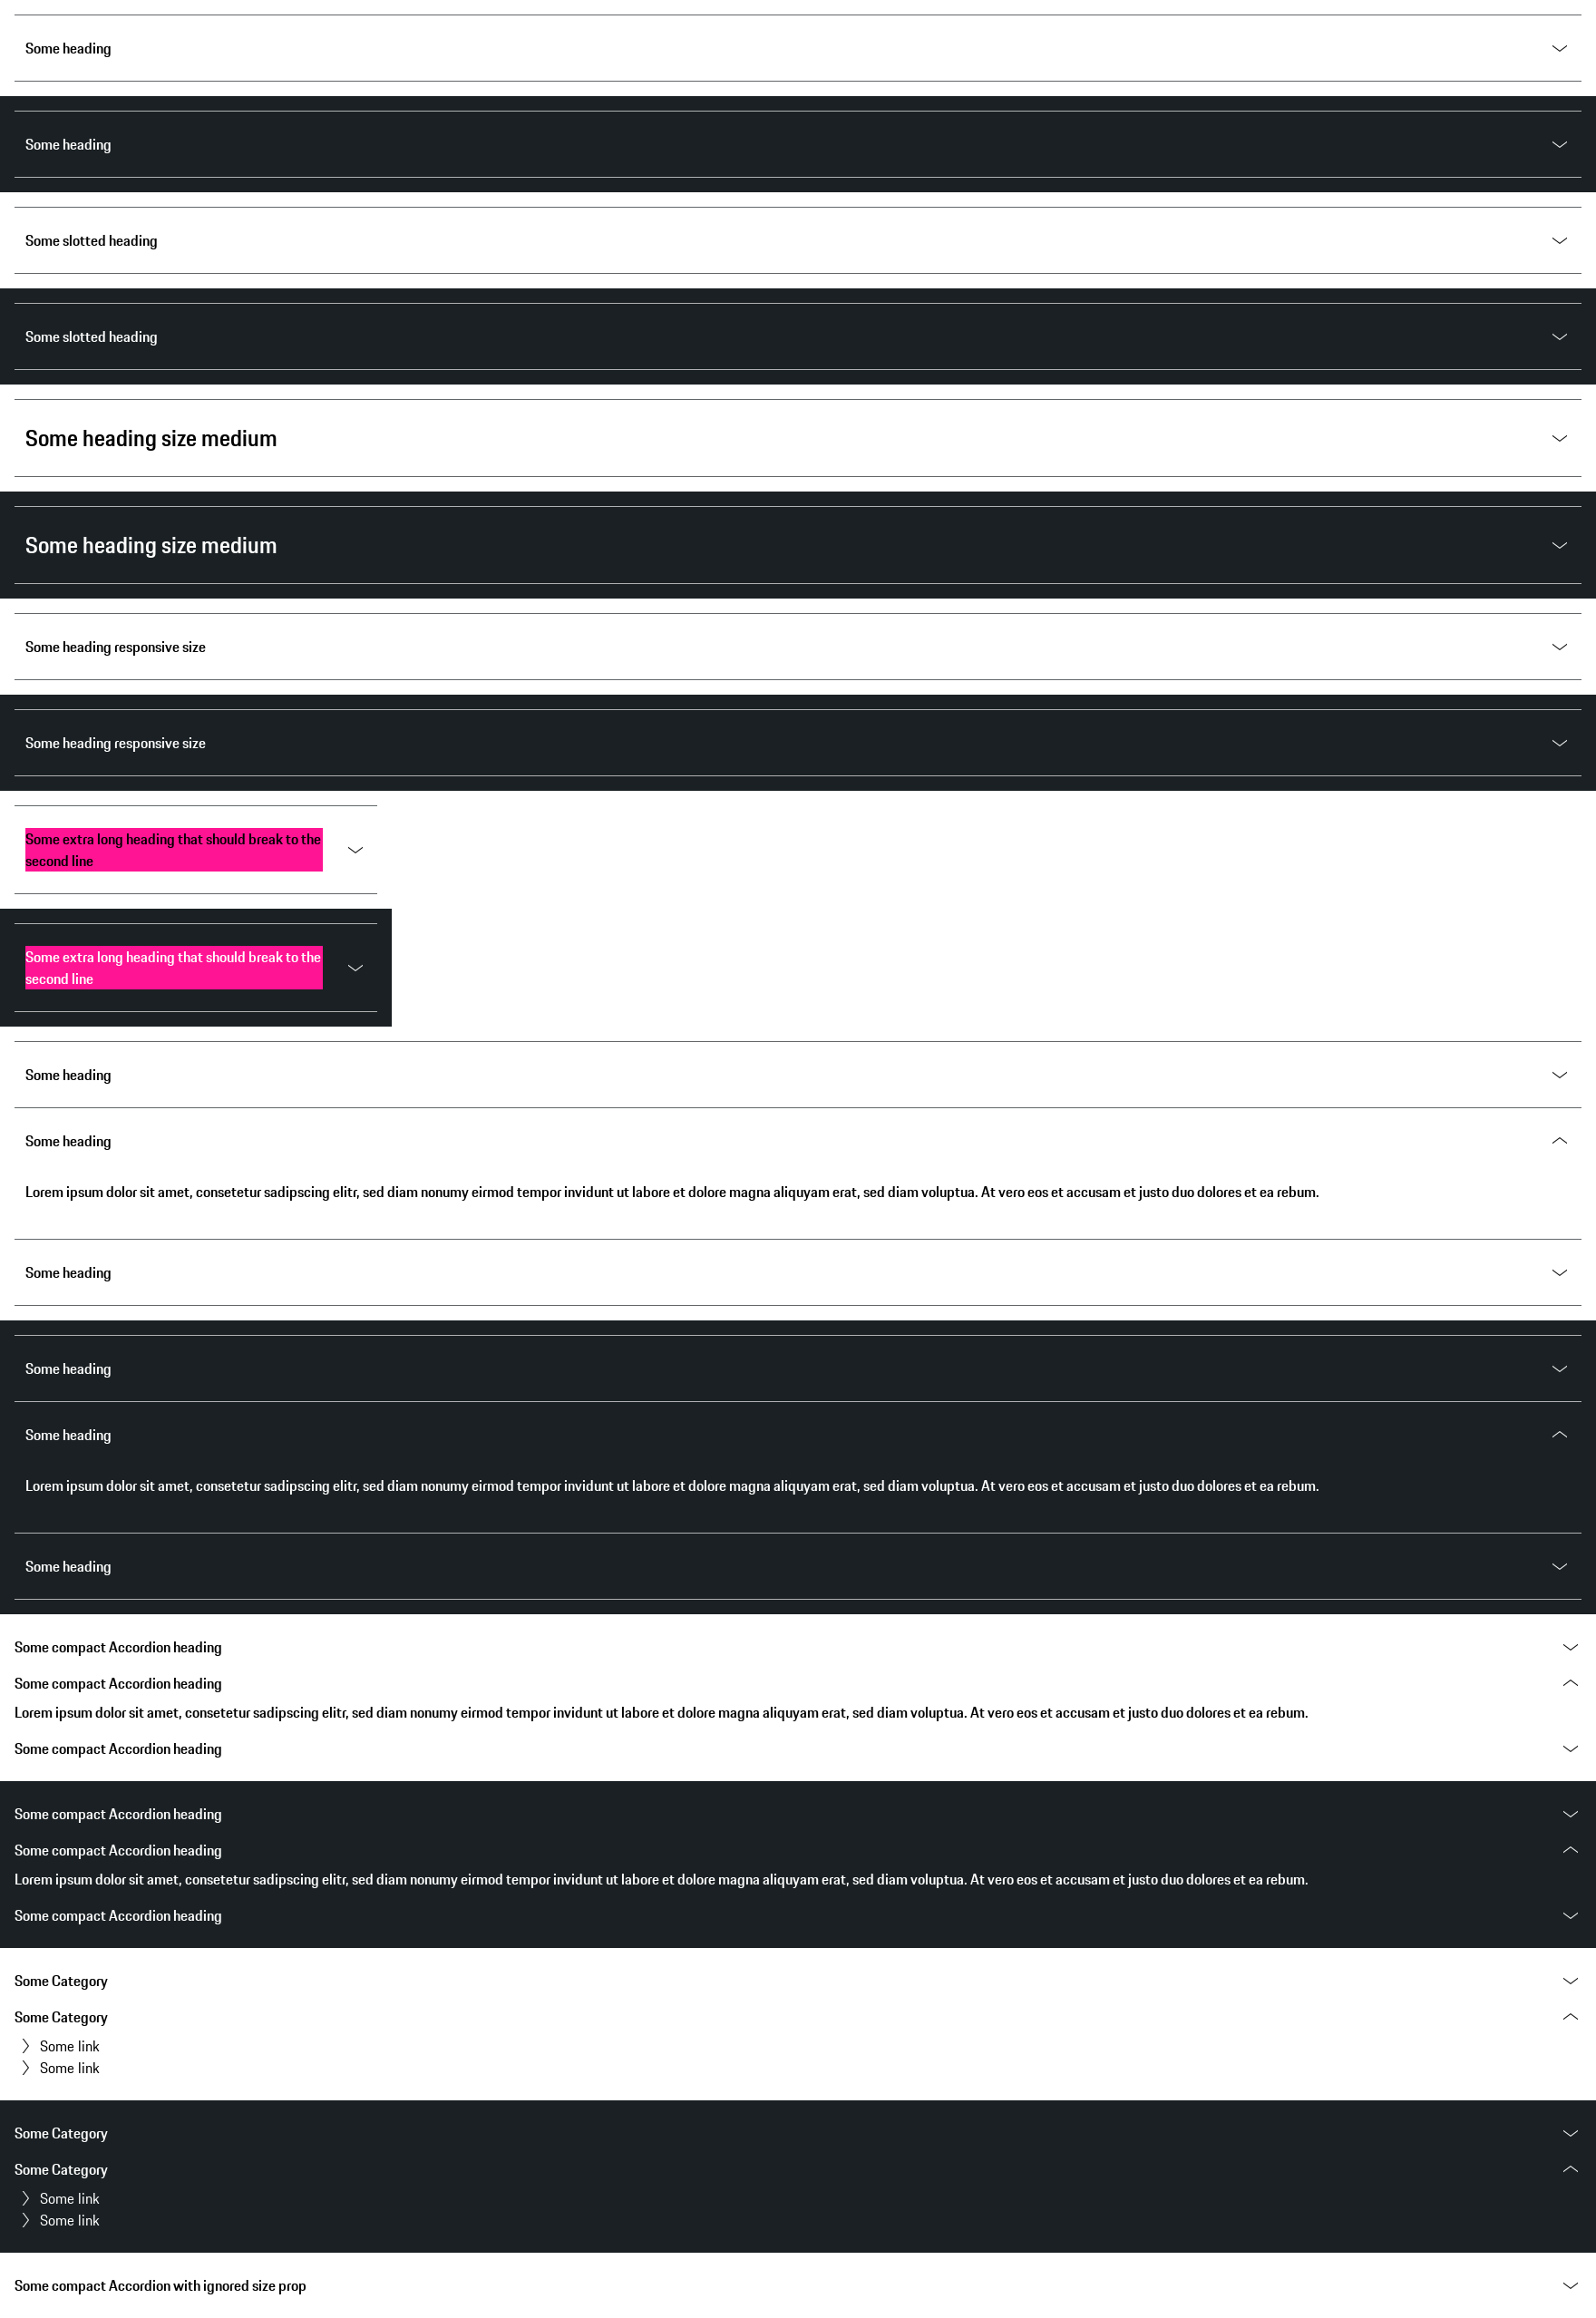 Some heading
Some heading
Some slotted heading
Some slotted heading
Some heading size medium
Some heading size medium
Some heading responsive size
Some heading responsive size
Some extra long heading that should break to the
second line
Some extra long heading that should break to the
second line
Some heading
Some heading
Lorem ipsum dolor sit amet, consetetur sadipscing elitr, sed diam nonumy eirmod tempor invidunt ut labore et dolore magna aliquyam erat, sed diam voluptua. At vero eos et accusam et justo duo dolores et ea rebum.
Some heading
Some heading
Some heading
Lorem ipsum dolor sit amet, consetetur sadipscing elitr, sed diam nonumy eirmod tempor invidunt ut labore et dolore magna aliquyam erat, sed diam voluptua. At vero eos et accusam et justo duo dolores et ea rebum.
Some heading
Some compact Accordion heading
Some compact Accordion heading
Lorem ipsum dolor sit amet, consetetur sadipscing elitr, sed diam nonumy eirmod tempor invidunt ut labore et dolore magna aliquyam erat, sed diam voluptua. At vero eos et accusam et justo duo dolores et ea rebum.
Some compact Accordion heading
Some compact Accordion heading
Some compact Accordion heading
Lorem ipsum dolor sit amet, consetetur sadipscing elitr, sed diam nonumy eirmod tempor invidunt ut labore et dolore magna aliquyam erat, sed diam voluptua. At vero eos et accusam et justo duo dolores et ea rebum.
Some compact Accordion heading
Some Category
Some Category
Some link
Some link
Some Category
Some Category
Some link
Some link
Some compact Accordion with ignored size prop